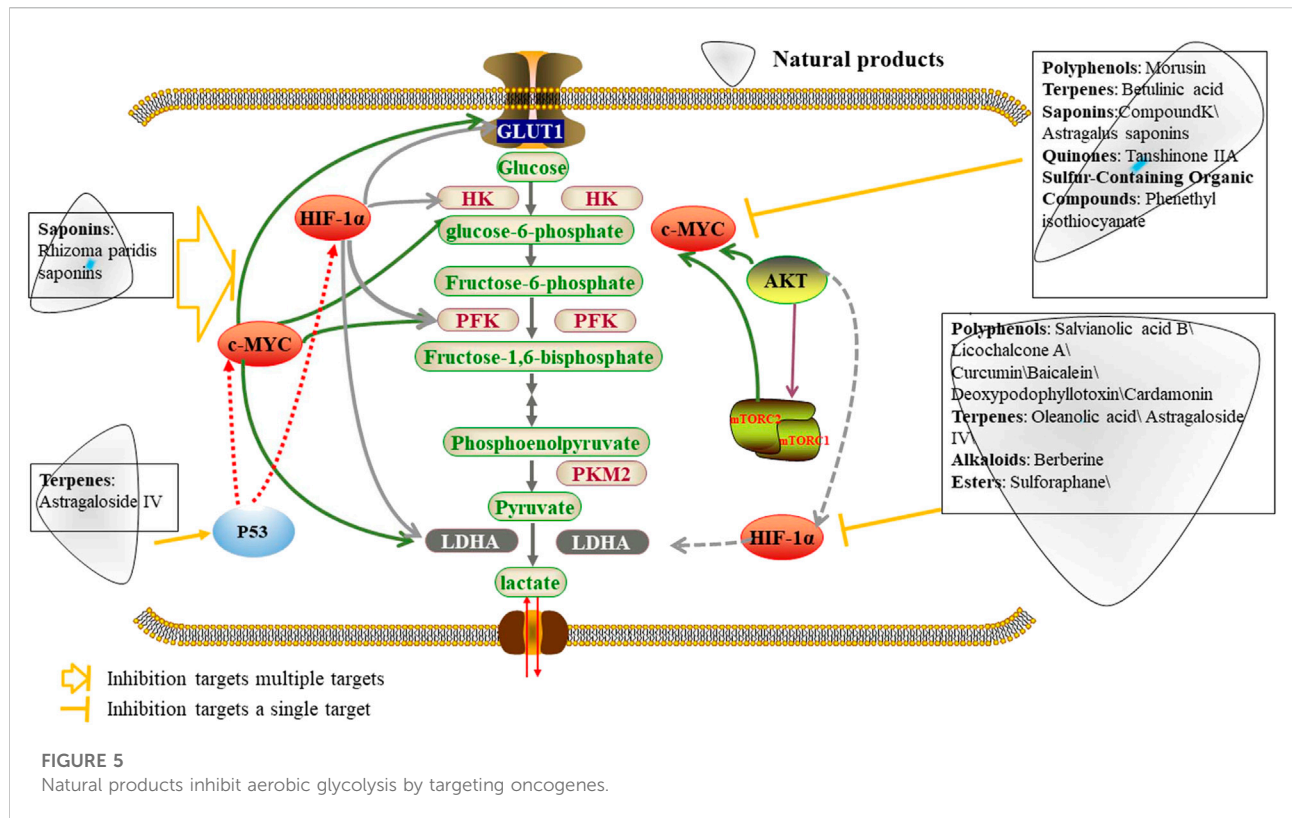 Natural products
Polyphenols: Morusin
Terpenes: Betulinic acid
Saponins:CompoundK\
Astragalus saponins
Quinones: Tanshinone IIA
Sulfur-Containing Organic
Compounds: Phenethyl
isothiocyanate
GLUT1
Glucose
HK
HK
HIF-1α
glucose-6-phosphate
c-MYC
Saponins:
Rhizoma paridis
saponins
Fructose-6-phosphate
AKT
PFK
PFK
c-MYC
Fructose-1,6-bisphosphate
Polyphenols: Salvianolic acid B\
Licochalcone A\
Curcumin\Baicalein\
Deoxypodophyllotoxin\Cardamonin
Terpenes: Oleanolic acid\ Astragaloside
IV\
Alkaloids: Berberine
Esters: Sulforaphane\
mTORC2
mTORC1
Phosphoenolpyruvate
PKM2
Terpenes:
Astragaloside IV
Pyruvate
P53
LDHA
LDHA
HIF-1α
lactate
Inhibition targets multiple targets
Inhibition targets a single target
FIGURE 5
Natural products inhibit aerobic glycolysis by targeting oncogenes.